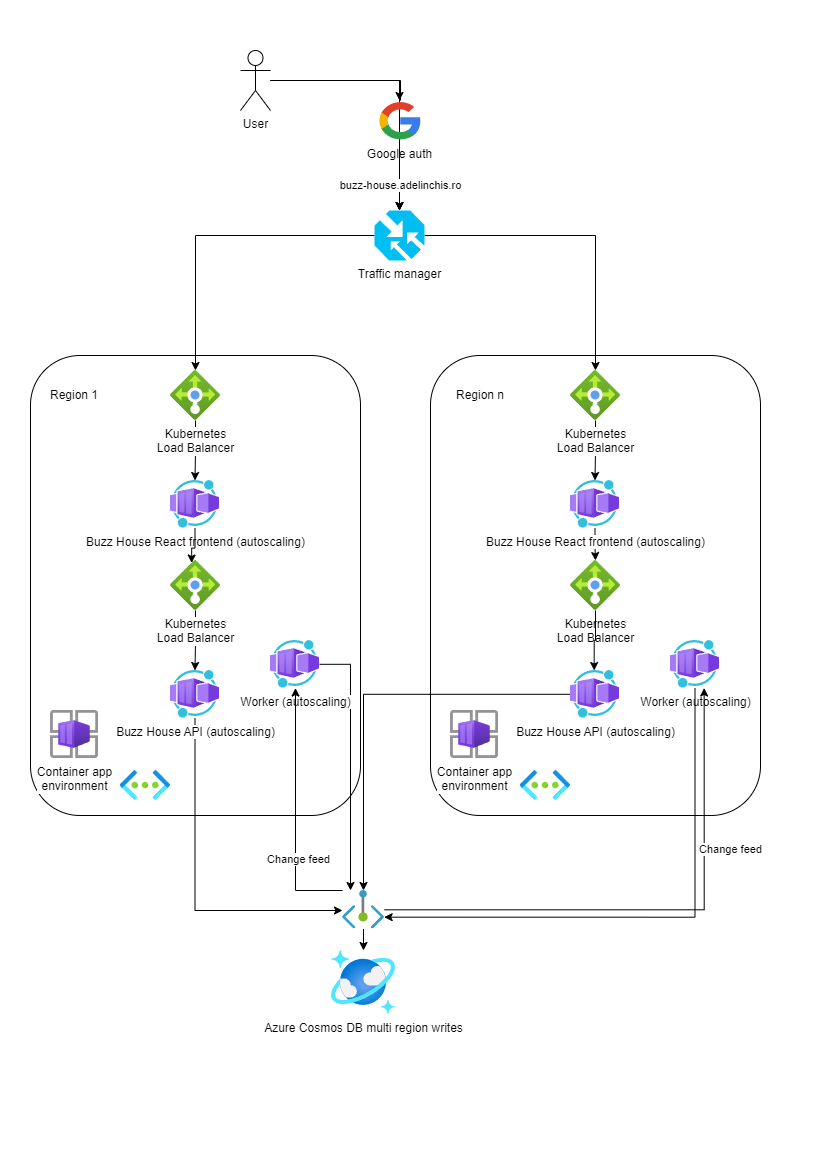 User
Google auth
buzz-house.adelinchis.ro
Traffic manager
Region 1
Kubernetes
Load Balancer
Buzz House React frontend (autoscaling)
Kubernetes
Load Balancer
Worker (autoscaling)
Buzz House API (autoscaling)
Container app
environment
Region n
Kubernetes
Load Balancer
Buzz House React frontend (autoscaling)
Kubernetes
Load Balancer
Worker (autoscaling)
Buzz House API (autoscaling)
Container app
environment
Change feed
Change feed
Azure Cosmos DB multi region writes